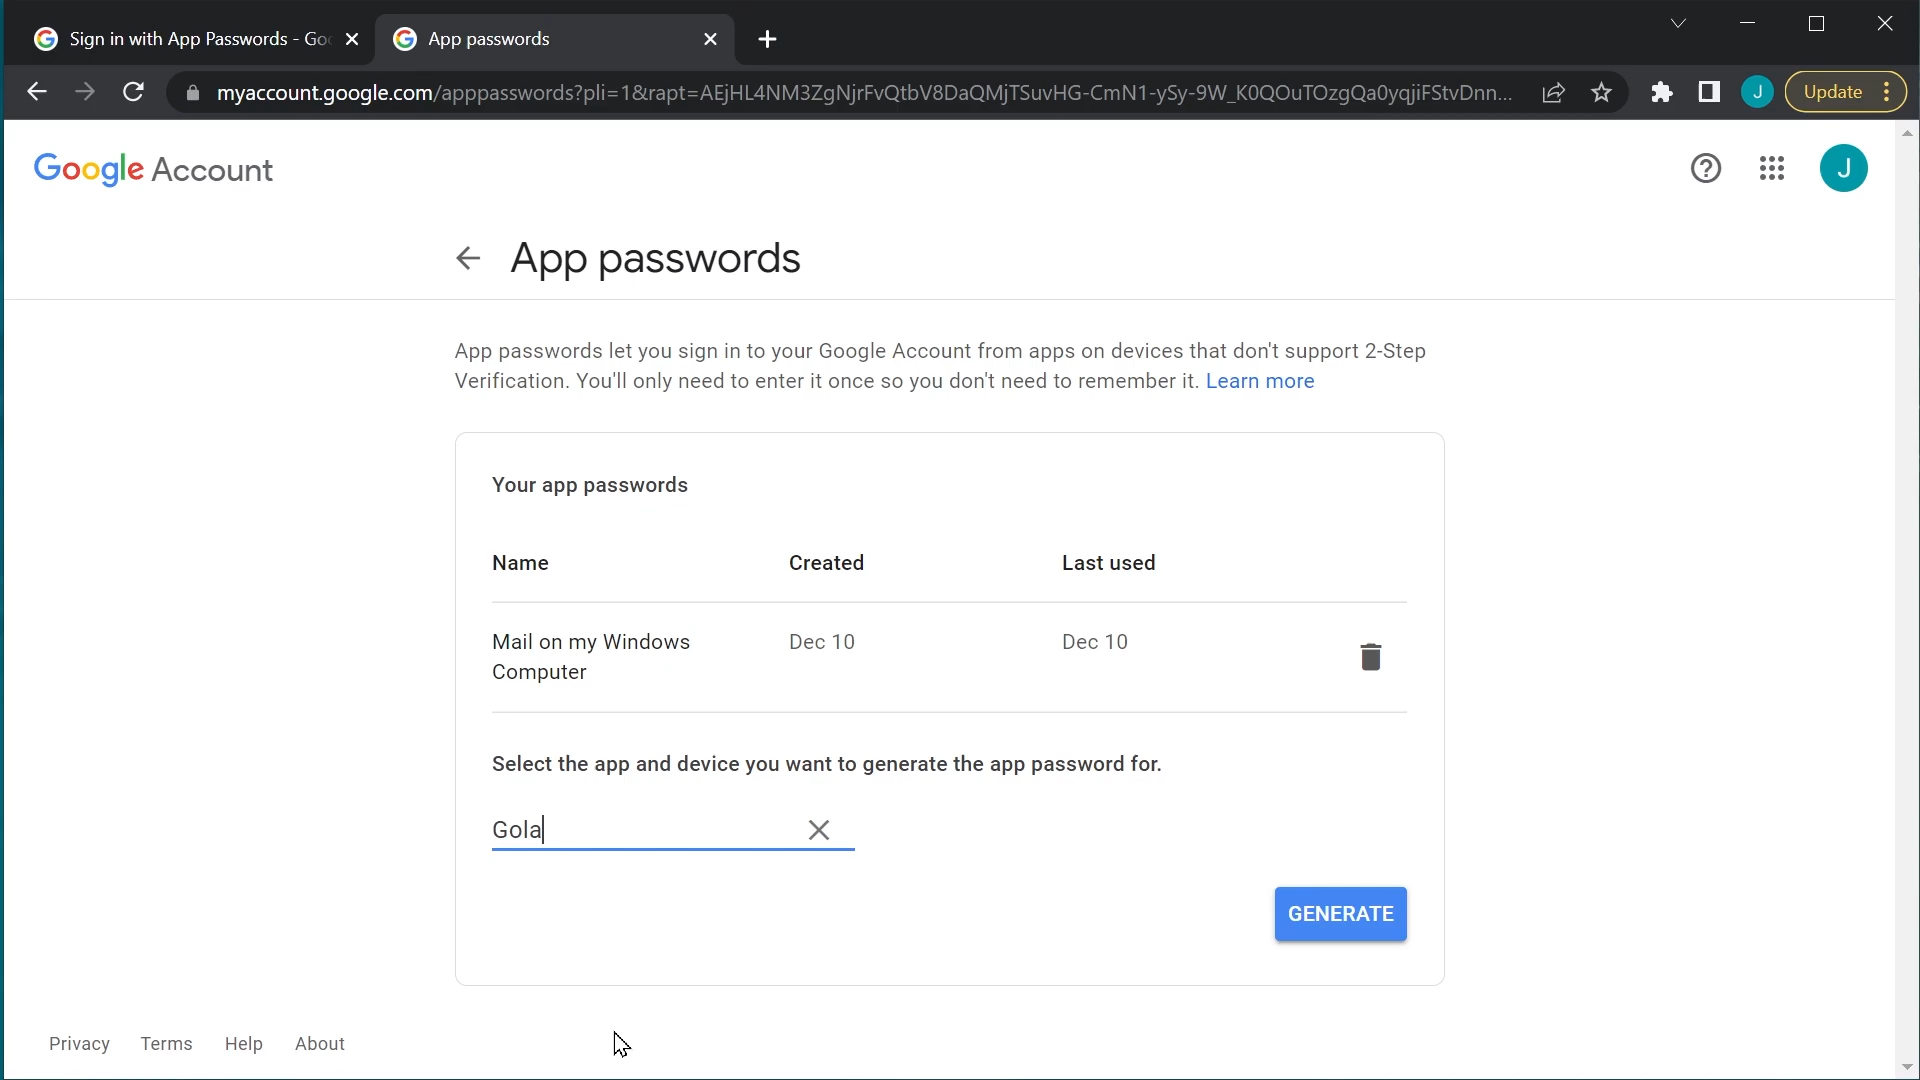 Sign in with App Passwords - Goo
App passwords
myaccount.google.com/apppasswords?pli=1&rapt=AEjHL4NM3ZgNjrFvQtbV8DaQMjTSuvHG-CmN1-ySy-9W_K0QOuTOzgQa0yqjiFStvDnn...
J
Update
Google Account
J
App passwords
App passwords let you sign in to your Google Account from apps on devices that don't support 2-Step
Verification. You'll only need to enter it once so you don't need to remember it. Learn more
Your app passwords
Name Created Last used
Mail on my Windows Dec 10 Dec 10
Computer
Select the app and device you want to generate the app password for.
Gola
GENERATE
Privacy Terms Help About